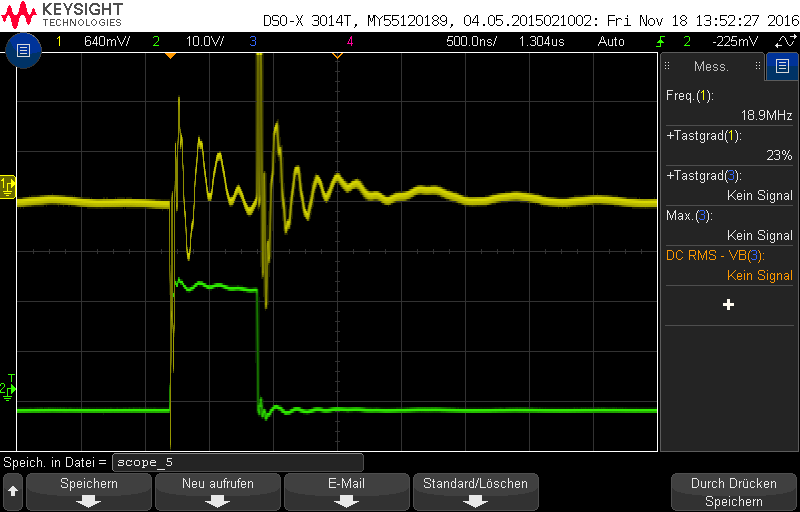 KEYSIGHT
TECHNOLOGIES
DSO-X 3014T, MY55120189, 04.05.2015021002: Fri Nov 18 13:52:27 2016
1 640mV/ 2 10.0V/ 3 4 500.0ns/ 1.304us Auto 2 -225mV
Mess.
Freq.(1):
18.9MHz
+Tastgrad(1):
23%
+Tastgrad(3):
Kein Signal
Max.(3):
Kein Signal
DC RMS - VB(3):
Kein Signal
1
T
2
Speich. in Datei = scope_5
Speichern
Neu aufrufen
E-Mail
Standard/Löschen
Durch Drücken
Speichern